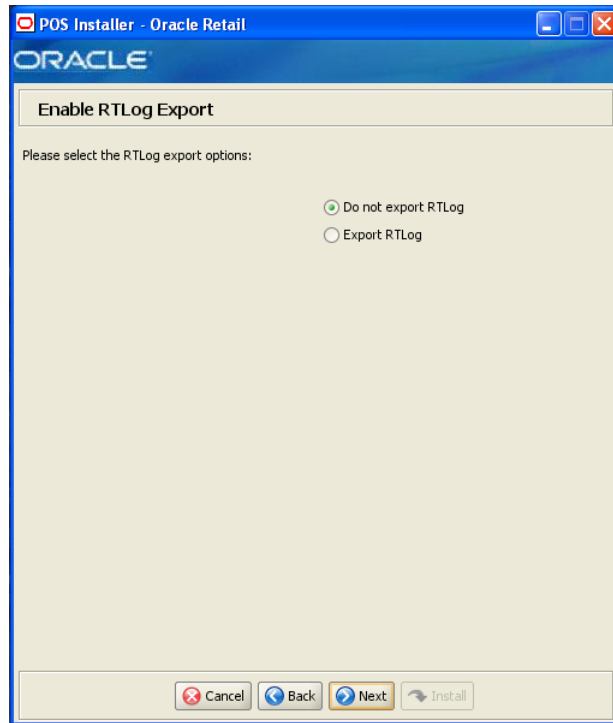 POS Installer - Oracle Retail
ORACLE
Enable RTLog Export
Please select the RTLog export options:
Do not export RTLog
Export RTLog
Cancel Back Next Install